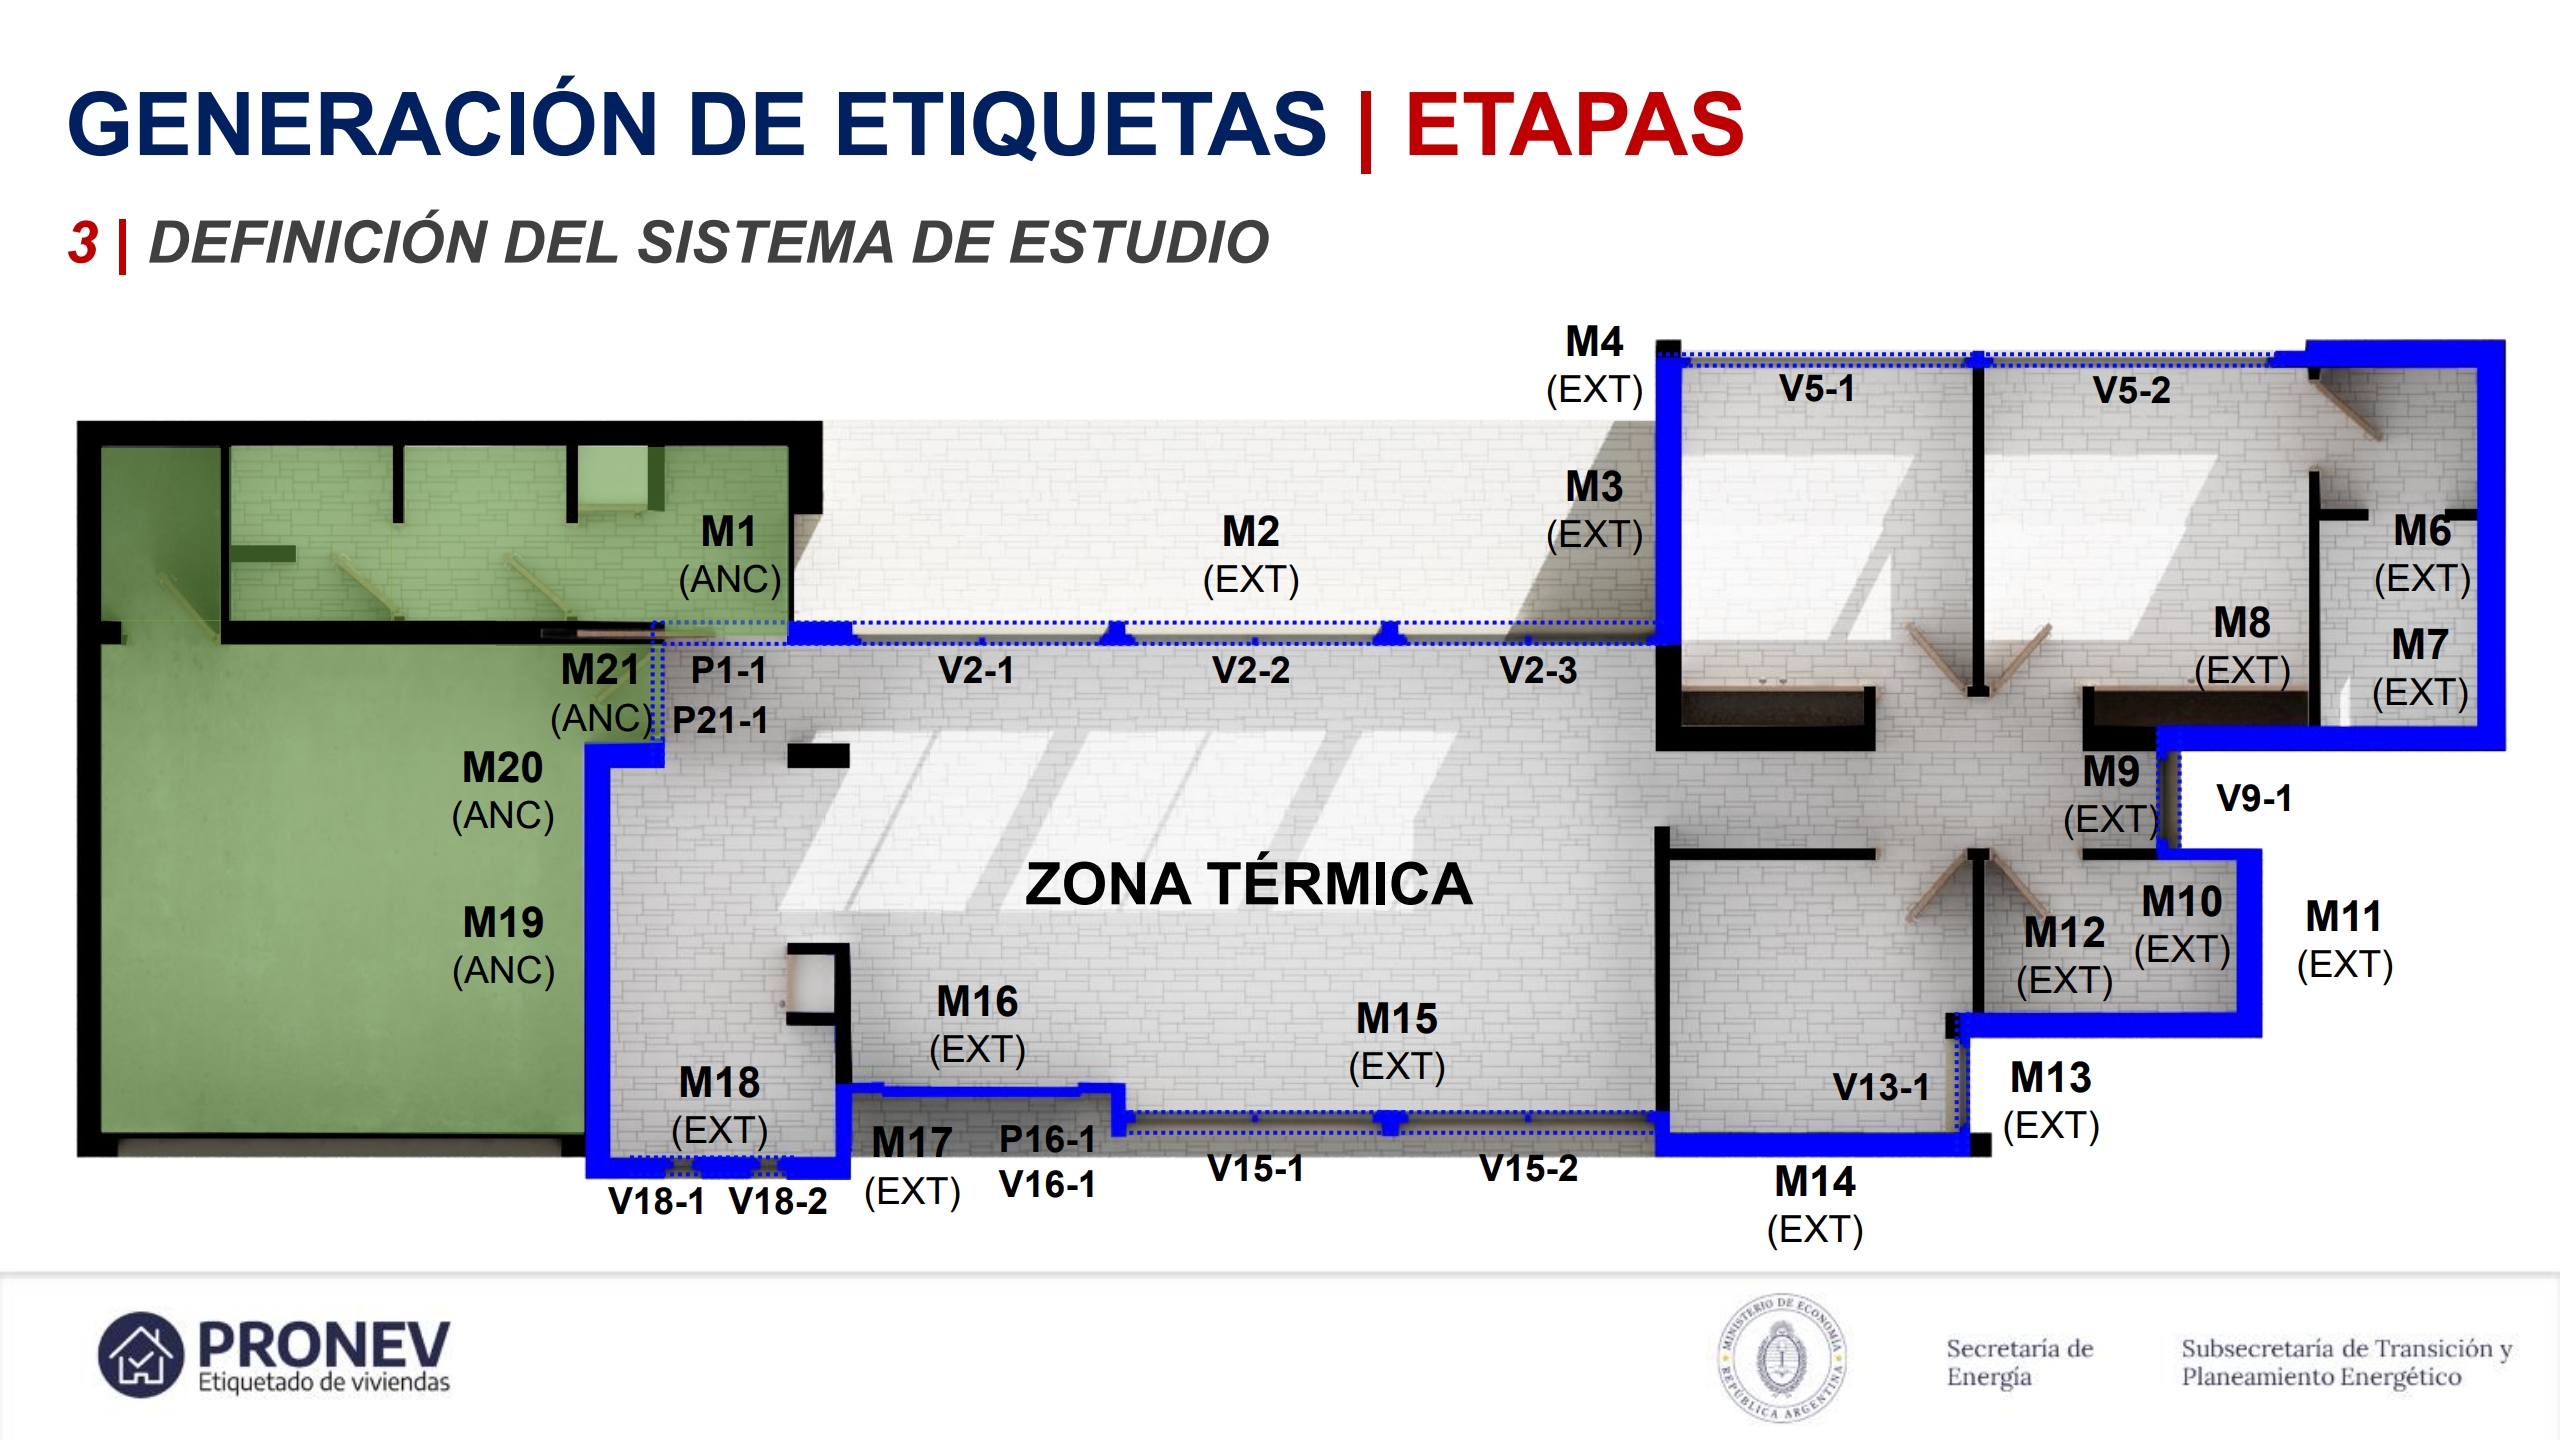 GENERACIÓN DE ETIQUETAS | ETAPAS
3 | DEFINICIÓN DEL SISTEMA DE ESTUDIO
M4
(EXT)
V5-1
V5-2
M3
(EXT)
M1
(ANC)
M2
(EXT)
M6
(EXT)
M8
(EXT)
M7
(EXT)
M21
(ANC)
P1-1
P21-1
V2-1
V2-2
V2-3
M20
(ANC)
M9
(EXT)
V9-1
ZONA TÉRMICA
M19
(ANC)
M10
(EXT)
M12
(EXT)
M11
(EXT)
M16
(EXT)
M15
(EXT)
M18
(EXT)
V13-1
M13
(EXT)
M17
(EXT)
P16-1
V16-1
V15-1
V15-2
M14
(EXT)
V18-1
V18-2
PRONEV
Etiquetado de viviendas
MINISTERIO DE ECONOMÍA
REPÚBLICA ARGENTINA
Secretaría de
Energía
Subsecretaría de Transición y
Planeamiento Energético